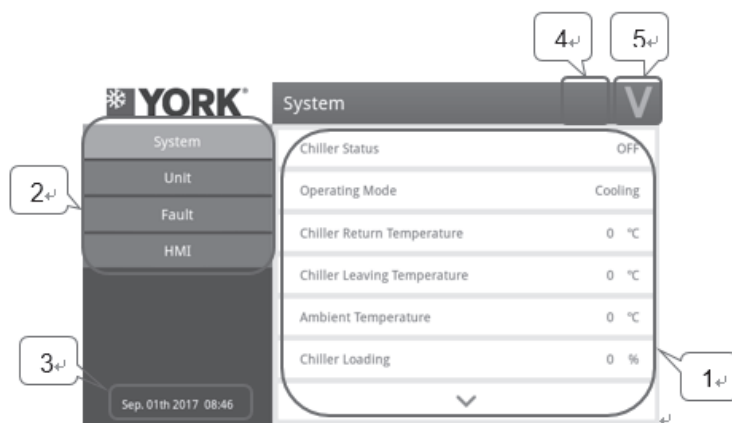 4↵ 5↵
YORK®
System V
System
Unit
Fault
HMI
2↵
3↵
Sep. 01th 2017 08:46
Chiller Status OFF
Operating Mode Cooling
Chiller Return Temperature 0 ℃
Chiller Leaving Temperature 0 ℃
Ambient Temperature 0 ℃
Chiller Loading 0 %
1↵
↵